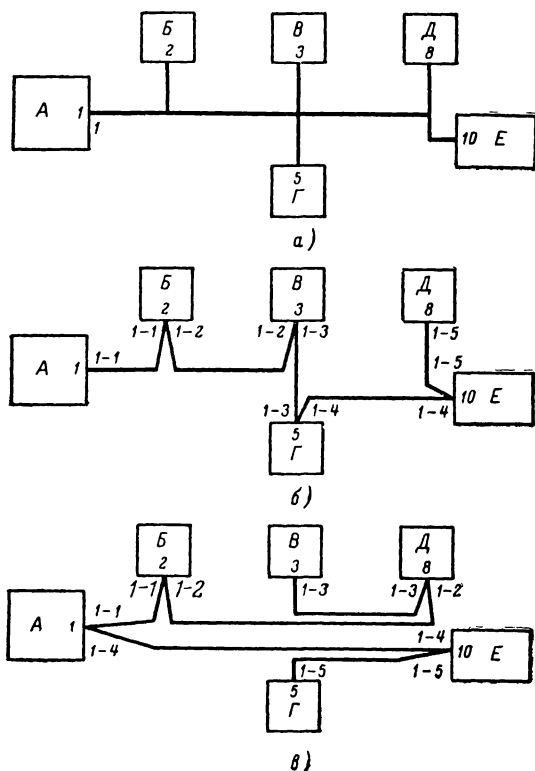 Б В Д
2 3 8
А 1
1
10 Е
5
Г
а)
Б В Д
2 3 8
1-1 1-2 1-2 1-3 1-5
А 1 1-1
1-5
10 Е
1-3 1-4 1-4
5
Г
б)
Б В Д
2 3 8
1-1 1-2 1-3 1-3 1-2
1-1
А 1
1-4 1-4
10 Е
1-5 1-5
5
Г
в)